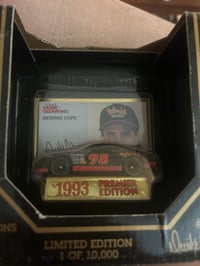 RACING
CHAMPIONS
DERRIKE COPE
98
1993
PREMIER
EDITION
LIMITED EDITION
1 OF 10,000